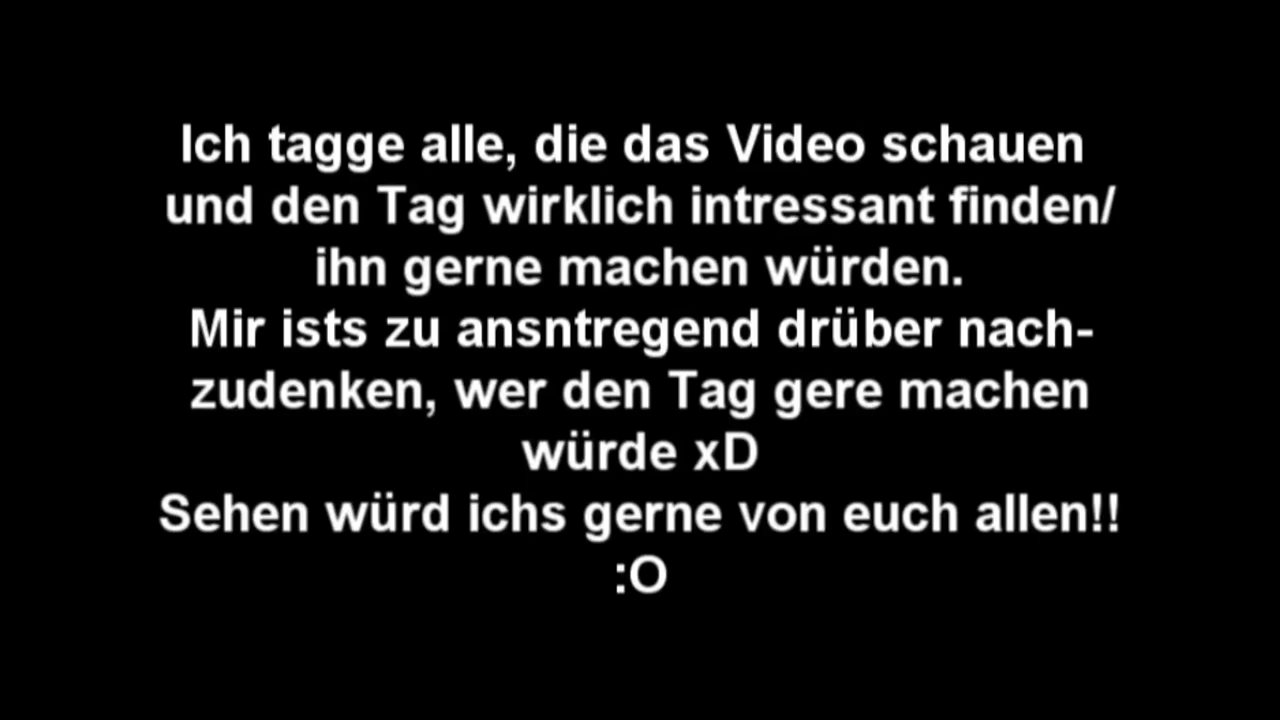 Ich tagge alle, die das Video schauen
und den Tag wirklich intressant finden/
ihn gerne machen würden.
Mir ists zu ansntregend drüber nach-
zudenken, wer den Tag gere machen
würde xD
Sehen würd ichs gerne von euch allen!!
:O